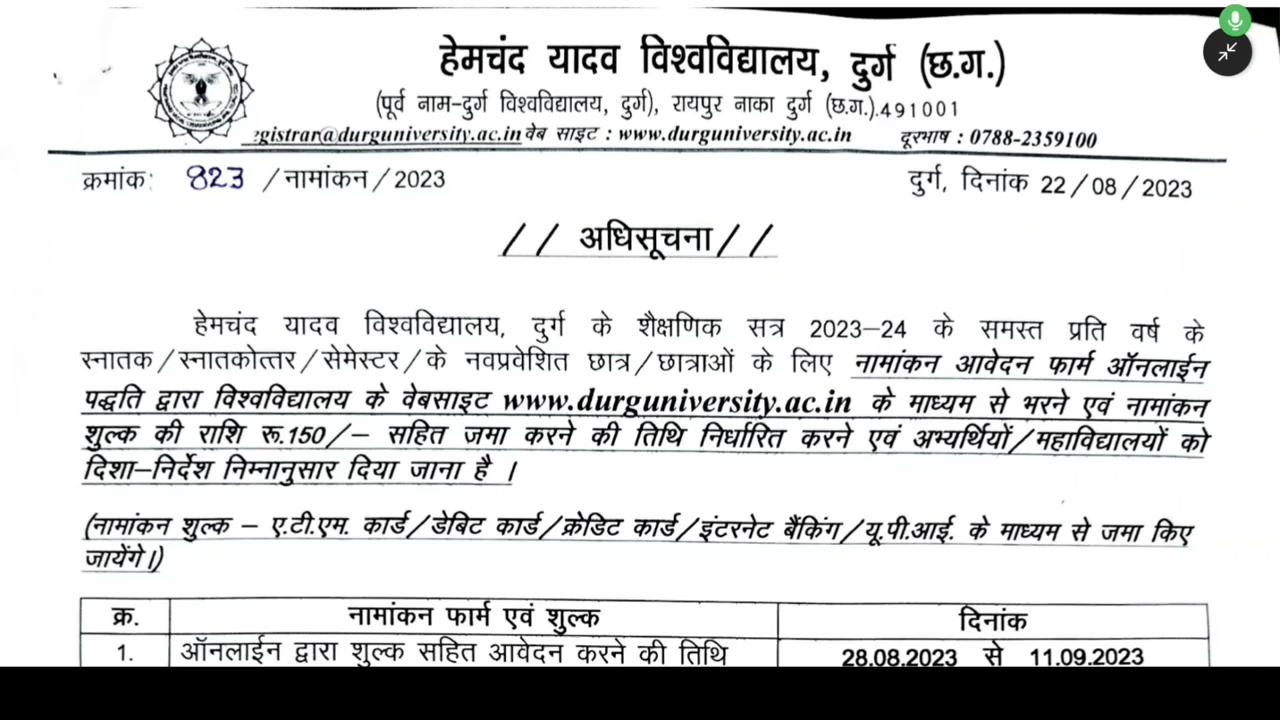 हेमचंद यादव विश्वविद्यालय, दुर्ग (छ.ग.)
(पूर्व नाम-दुर्ग विश्वविद्यालय, दुर्ग), रायपुर नाका दुर्ग (छ.ग.).491001
egistrar@durguniversity.ac.in वेब साइट : www.durguniversity.ac.in दूरभाष : 0788-2359100
क्रमांक: 823 /नामांकन/2023 दुर्ग, दिनांक 22/08/2023
// अधिसूचना//
हेमचंद यादव विश्वविद्यालय, दुर्ग के शैक्षणिक सत्र 2023-24 के समस्त प्रति वर्ष के
स्नातक/स्नातकोत्तर/सेमेस्टर/के नवप्रवेशित छात्र/छात्राओं के लिए नामांकन आवेदन फार्म ऑनलाईन
पद्धति द्वारा विश्वविद्यालय के वेबसाइट www.durguniversity.ac.in के माध्यम से भरने एवं नामांकन
शुल्क की राशि रू.150/- सहित जमा करने की तिथि निर्धारित करने एवं अभ्यर्थियों/महाविद्यालयों को
दिशा-निर्देश निम्नानुसार दिया जाना है ।
(नामांकन शुल्क - ए.टी.एम. कार्ड/डेबिट कार्ड/क्रेडिट कार्ड/इंटरनेट बैंकिंग/यू.पी.आई. के माध्यम से जमा किए
जायेंगे।)
क्र. नामांकन फार्म एवं शुल्क दिनांक
1. ऑनलाईन द्वारा शुल्क सहित आवेदन करने की तिथि 28.08.2023 से 11.09.2023